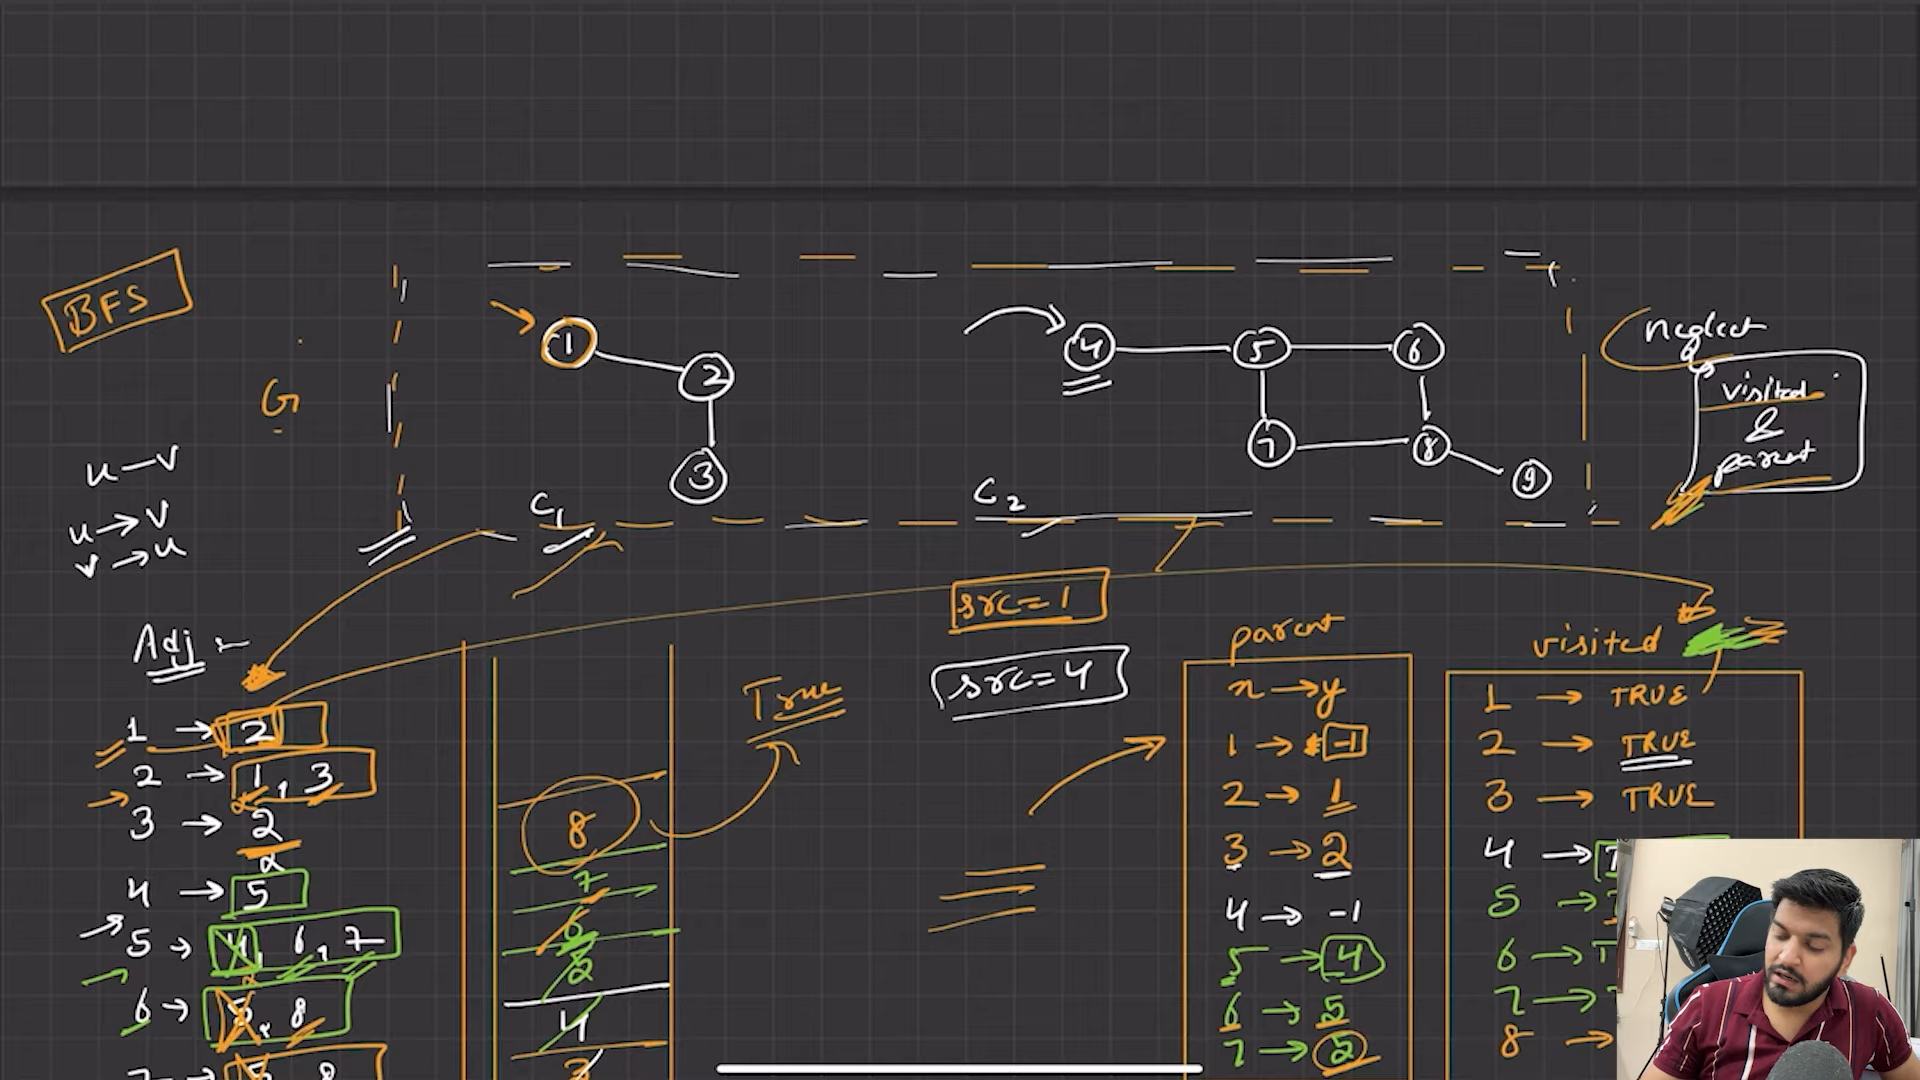 BFS
G
u—v
u→v
v→u
1
2
3
C1
4
5
6
7
8
9
C2
neglect
visited
&
parent
src=1
src=4
Adj :-
1 → 2
2 → 1, 3
3 → 2
4 → 5
5 → 4, 6, 7
6 → 5, 8
8
7
4
3
True
parent
x → y
1 → -1
2 → 1
3 → 2
4 → -1
5 → 4
6 → 5
visited
1 → TRUE
2 → TRUE
3 → TRUE
4 →
5 →
6 → T
7 →
8 →